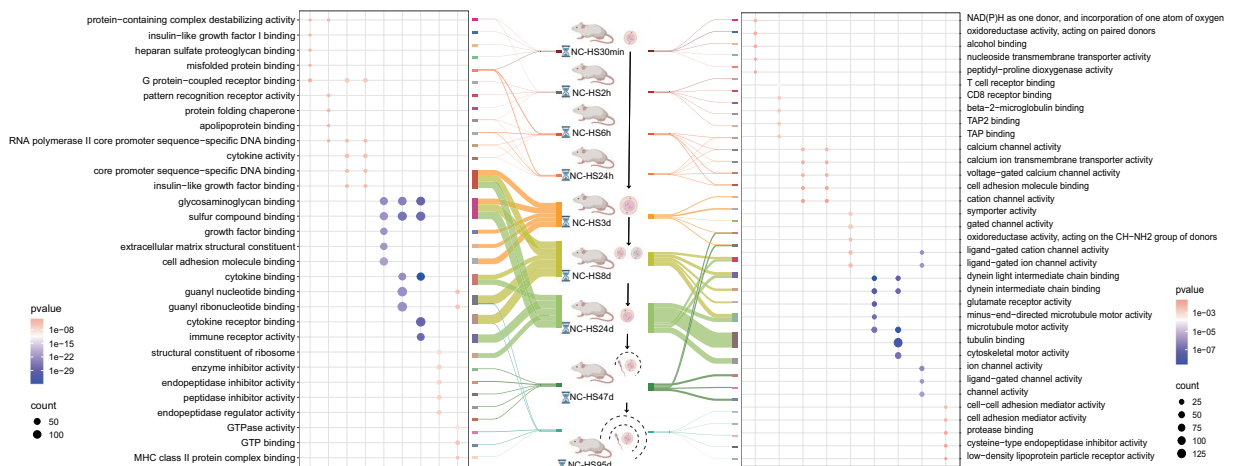 protein−containing complex destabilizing activity
insulin−like growth factor I binding
heparan sulfate proteoglycan binding
misfolded protein binding
G protein−coupled receptor binding
pattern recognition receptor activity
protein folding chaperone
apolipoprotein binding
RNA polymerase II core promoter sequence−specific DNA binding
cytokine activity
core promoter sequence−specific DNA binding
insulin−like growth factor binding
glycosaminoglycan binding
sulfur compound binding
growth factor binding
extracellular matrix structural constituent
cell adhesion molecule binding
cytokine binding
guanyl nucleotide binding
guanyl ribonucleotide binding
cytokine receptor binding
immune receptor activity
structural constituent of ribosome
enzyme inhibitor activity
endopeptidase inhibitor activity
peptidase inhibitor activity
endopeptidase regulator activity
GTPase activity
GTP binding
MHC class II protein complex binding
pvalue
1e−08
1e−15
1e−22
1e−29
count
50
100
NC-HS30min
NC-HS2h
NC-HS6h
NC-HS24h
NC-HS3d
NC-HS8d
NC-HS24d
NC-HS47d
NC-HS95d
NAD(P)H as one donor, and incorporation of one atom of oxygen
oxidoreductase activity, acting on paired donors
alcohol binding
nucleoside transmembrane transporter activity
peptidyl−proline dioxygenase activity
T cell receptor binding
CD8 receptor binding
beta−2−microglobulin binding
TAP2 binding
TAP binding
calcium channel activity
calcium ion transmembrane transporter activity
voltage−gated calcium channel activity
cell adhesion molecule binding
cation channel activity
symporter activity
gated channel activity
oxidoreductase activity, acting on the CH−NH2 group of donors
ligand−gated cation channel activity
ligand−gated ion channel activity
dynein light intermediate chain binding
dynein intermediate chain binding
glutamate receptor activity
minus−end−directed microtubule motor activity
microtubule motor activity
tubulin binding
cytoskeletal motor activity
ion channel activity
ligand−gated channel activity
channel activity
cell−cell adhesion mediator activity
cell adhesion mediator activity
protease binding
cysteine−type endopeptidase inhibitor activity
low−density lipoprotein particle receptor activity
pvalue
1e−03
1e−05
1e−07
count
25
50
75
100
125